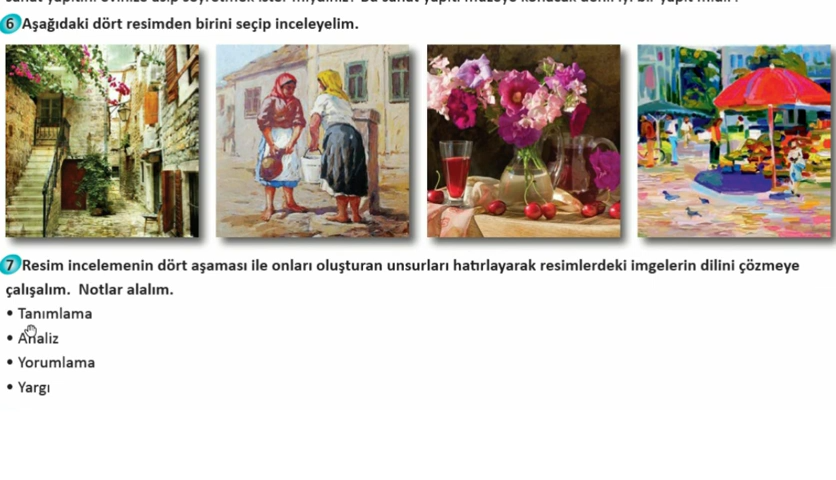 6 Aşağıdaki dört resimden birini seçip inceleyelim.
7 Resim incelemenin dört aşaması ile onları oluşturan unsurları hatırlayarak resimlerdeki imgelerin dilini çözmeye
çalışalım. Notlar alalım.
• Tanımlama
• Analiz
• Yorumlama
• Yargı